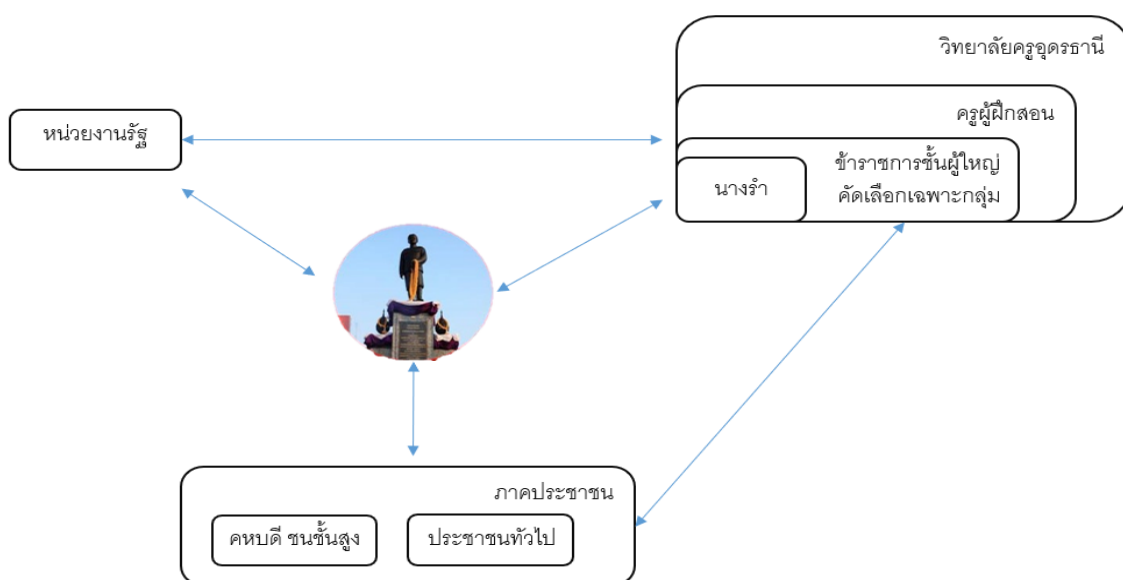 วิทยาลัยครูอุดรธานี
ครูผู้ฝึกสอน
หน่วยงานรัฐ
ข้าราชการชั้นผู้ใหญ่
คัดเลือกเฉพาะกลุ่ม
นางรำ
ภาคประชาชน
คหบดี ชนชั้นสูง
ประชาชนทั่วไป